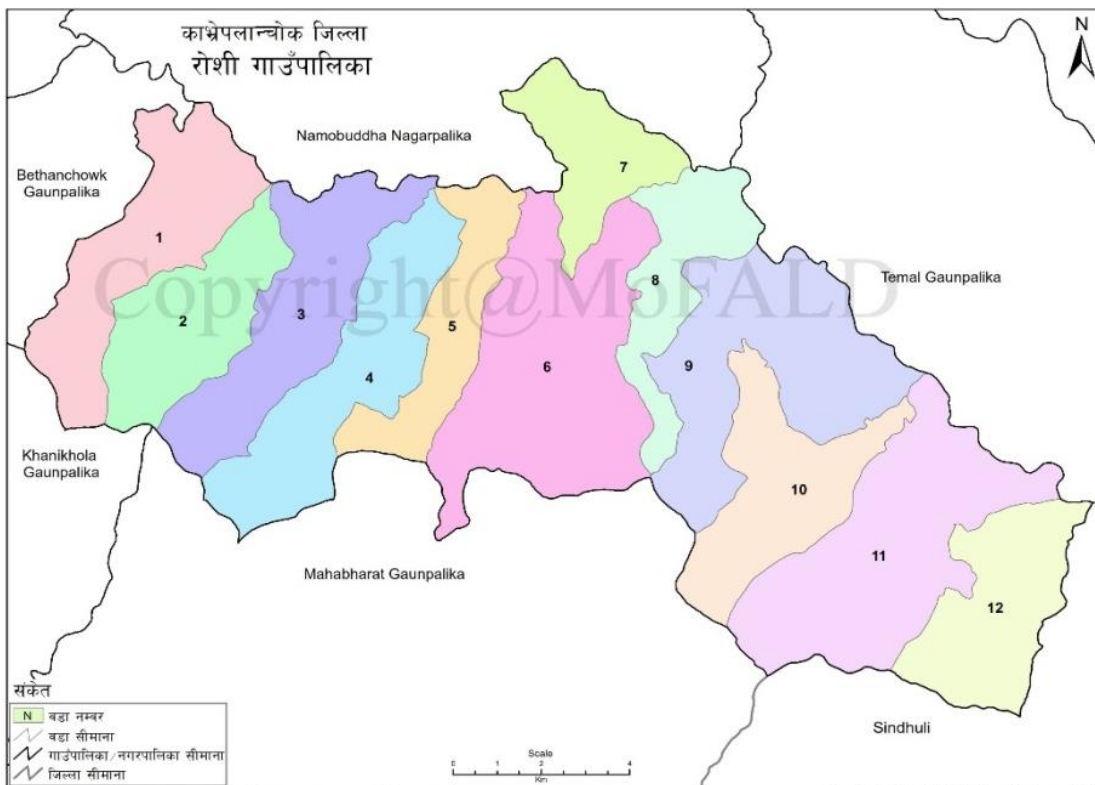 काभ्रेपलान्चोक जिल्ला
रोशी गाउँपालिका
N
Namobuddha Nagarpalika
Bethanchowk
Gaunpalika
7
1
Temal Gaunpalika
8
Copyright@MoFALD
2
3
5
4
6
9
Khanikhola
Gaunpalika
10
11
Mahabharat Gaunpalika
12
Sindhuli
संकेत
N वडा नम्बर
वडा सीमाना
गाउँपालिका/नगरपालिका सीमाना
जिल्ला सीमाना
Scale
0 1 2 4
Km